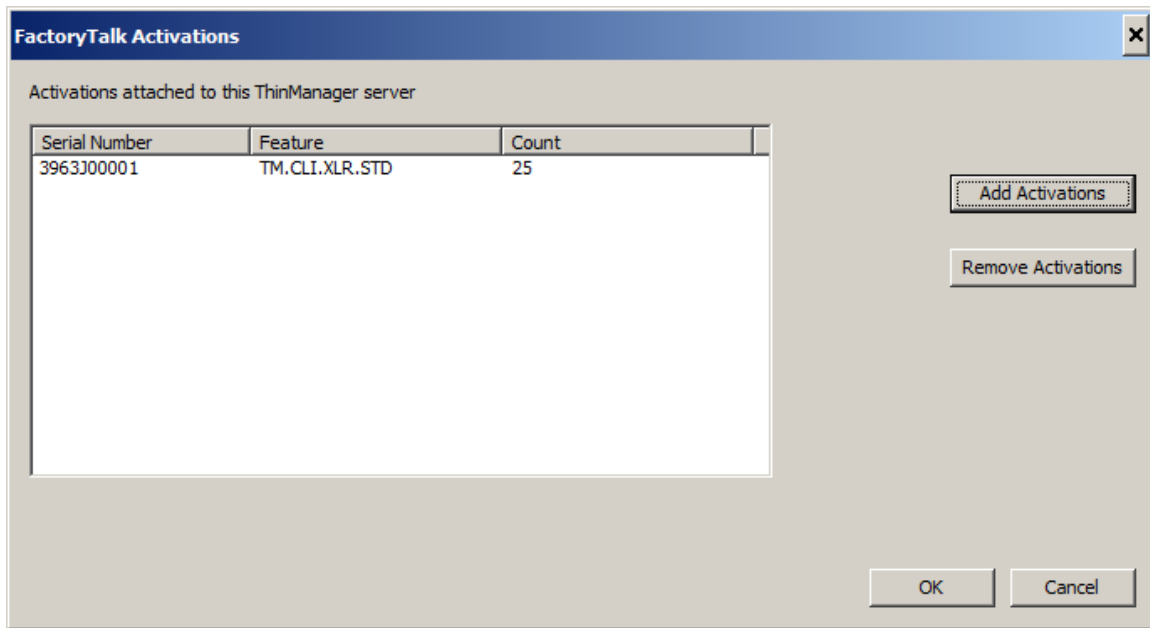 FactoryTalk Activations
Activations attached to this ThinManager server
Serial Number Feature Count
3963J00001 TM.CLI.XLR.STD 25
Add Activations
Remove Activations
OK Cancel